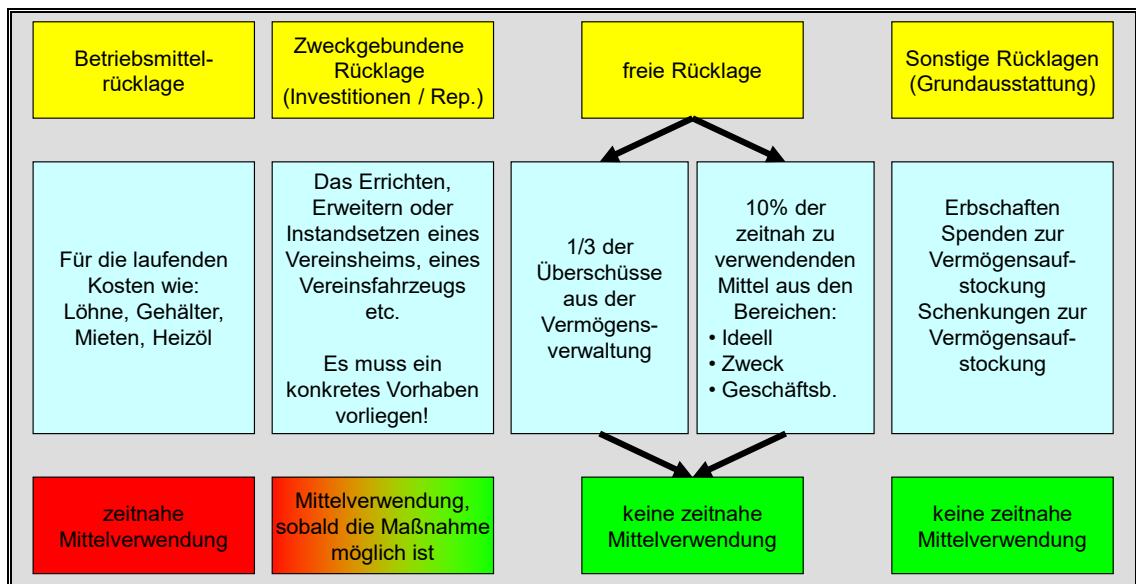 Betriebsmittel-
rücklage
Zweckgebundene
Rücklage
(Investitionen / Rep.)
freie Rücklage
Sonstige Rücklagen
(Grundausstattung)
Für die laufenden
Kosten wie:
Löhne, Gehälter,
Mieten, Heizöl
Das Errichten,
Erweitern oder
Instandsetzen eines
Vereinsheims, eines
Vereinsfahrzeugs
etc.
Es muss ein
konkretes Vorhaben
vorliegen!
1/3 der
Überschüsse
aus der
Vermögens-
verwaltung
10% der
zeitnah zu
verwendenden
Mittel aus den
Bereichen:
• Ideell
• Zweck
• Geschäftsb.
Erbschaften
Spenden zur
Vermögensauf-
stockung
Schenkungen zur
Vermögensauf-
stockung
zeitnahe
Mittelverwendung
Mittelverwendung,
sobald die Maßnahme
möglich ist
keine zeitnahe
Mittelverwendung
keine zeitnahe
Mittelverwendung